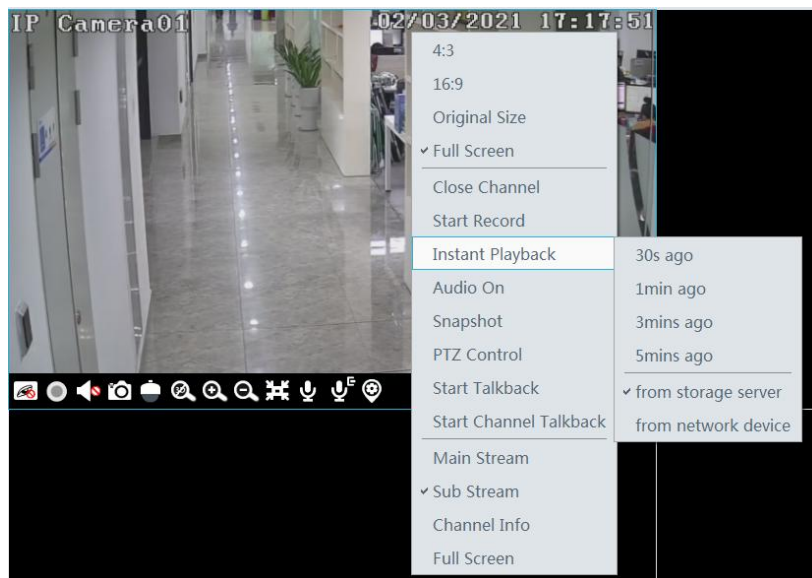 IP Camera01
02/03/2021 17:17:51
4:3
16:9
Original Size
Full Screen
Close Channel
Start Record
Instant Playback
Audio On
Snapshot
PTZ Control
Start Talkback
Start Channel Talkback
Main Stream
Sub Stream
Channel Info
Full Screen
30s ago
1min ago
3mins ago
5mins ago
from storage server
from network device